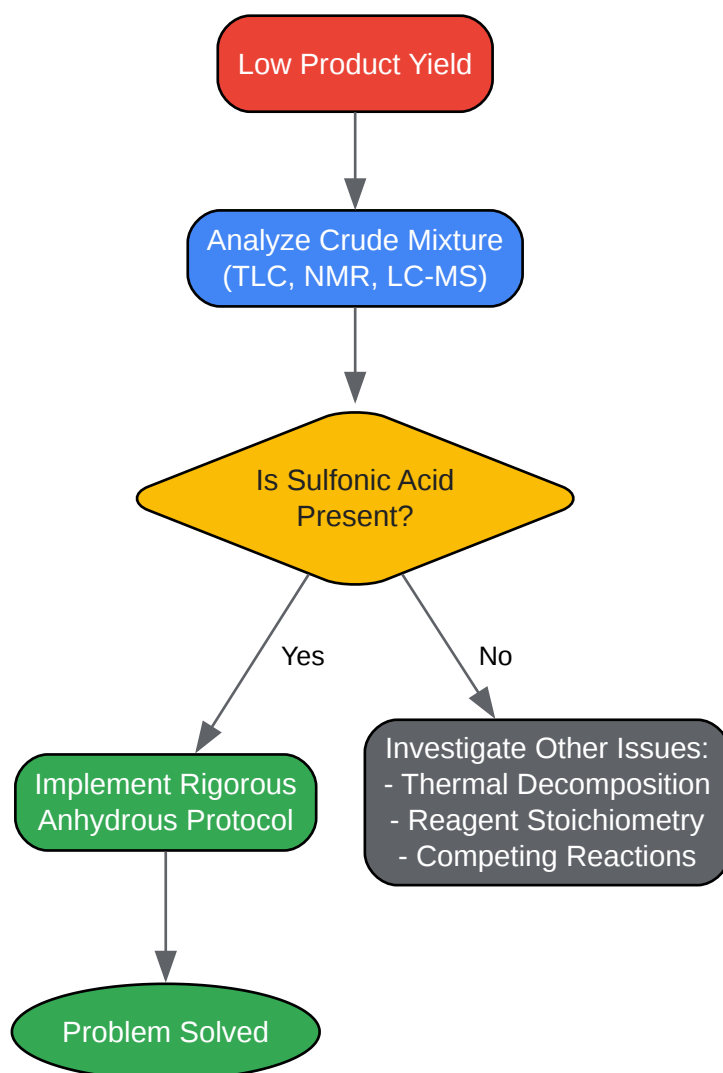 Low Product Yield
Analyze Crude Mixture
(TLC, NMR, LC-MS)
Is Sulfonic Acid
Present?
Yes
No
Implement Rigorous
Anhydrous Protocol
Investigate Other Issues:
- Thermal Decomposition
- Reagent Stoichiometry
- Competing Reactions
Problem Solved